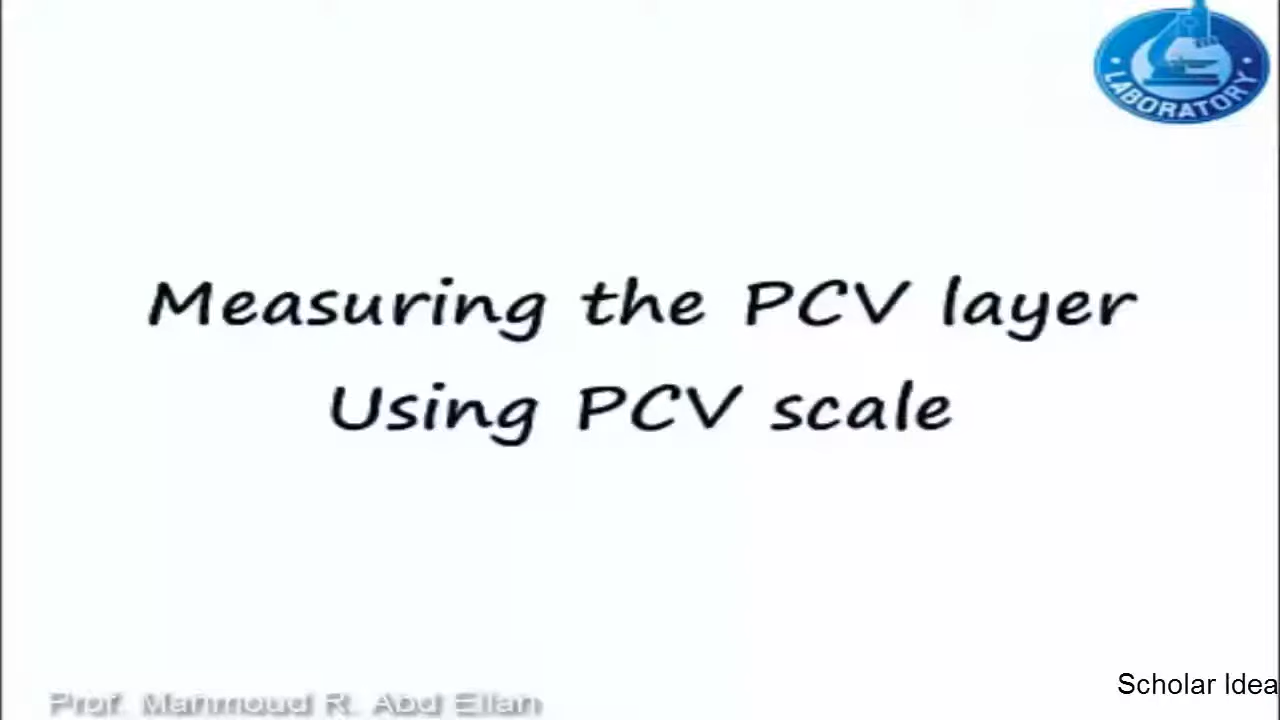 LABORATORY
Measuring the PCV layer
Using PCV scale
Prof. Mahmoud R. Abd Ellah
Scholar Idea